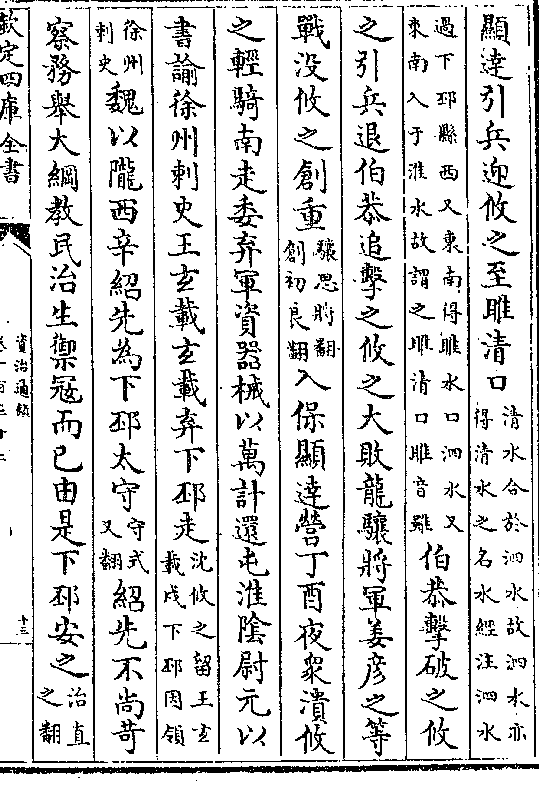 顯達引兵迎攸之至睢清口清水合於泗水故泗水亦得清水之名水經注泗水
過下邳縣西又東南得睢水口泗水又東南入于淮水故謂之睢清口睢音雖伯恭擊破之攸
之引兵退伯恭追擊之攸之大敗龍驤將軍姜彦之等
戰没攸之創重驤思將翻創初良翻入保顯達營丁酉夜衆潰攸
之輕騎南走委弃軍資器械以萬計還屯淮隂尉元以
書諭徐州刺史王玄載玄載弃下邳走沈攸之留王玄載戍下邳因領
徐州刺史魏以隴西辛紹先為下邳太守守式又翻紹先不尚苛
察務舉大綱教民治生禦寇而已由是下邳安之治直之翻
欽定四庫全書
資治通鑑
十三